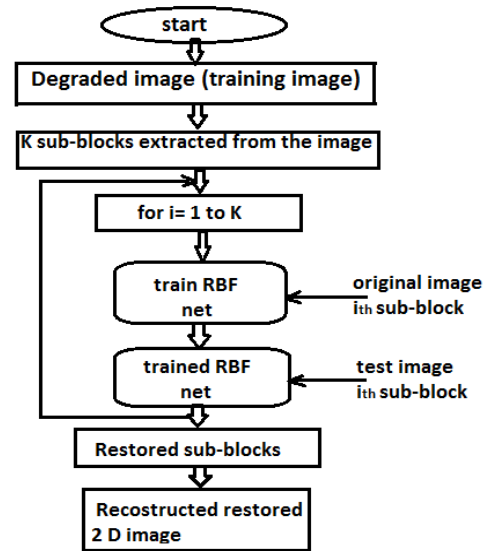 start
Degraded image (training image)
K sub-blocks extracted from the image
for i= 1 to K
train RBF
net
original image
ith sub-block
trained RBF
net
test image
ith sub-block
Restored sub-blocks
Recostructed restored
2 D image